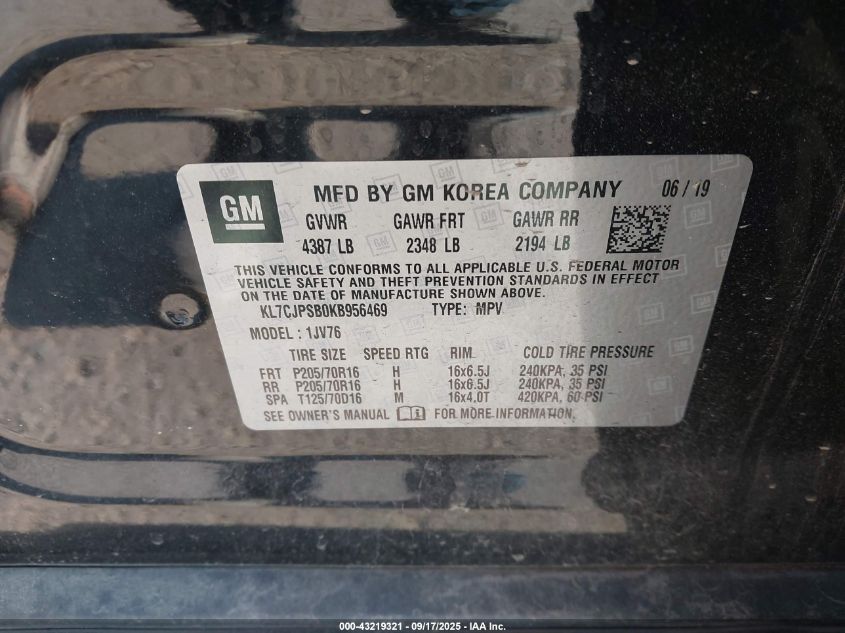 GM MFD BY GM KOREA COMPANY 06 / 19
GVWR GAWR FRT GAWR RR
4387 LB 2348 LB 2194 LB
THIS VEHICLE CONFORMS TO ALL APPLICABLE U.S. FEDERAL MOTOR
VEHICLE SAFETY AND THEFT PREVENTION STANDARDS IN EFFECT
ON THE DATE OF MANUFACTURE SHOWN ABOVE.
KL7CJPSB0KB956469 TYPE: MPV
MODEL: 1JV76
TIRE SIZE SPEED RTG RIM COLD TIRE PRESSURE
FRT P205/70R16 H 16x6.5J 240KPA, 35 PSI
RR P205/70R16 H 16x6.5J 240KPA, 35 PSI
SPA T125/70D16 M 16x4.0T 420KPA, 60 PSI
SEE OWNER'S MANUAL FOR MORE INFORMATION.
000-43219321 - 09/17/2025 - IAA Inc.